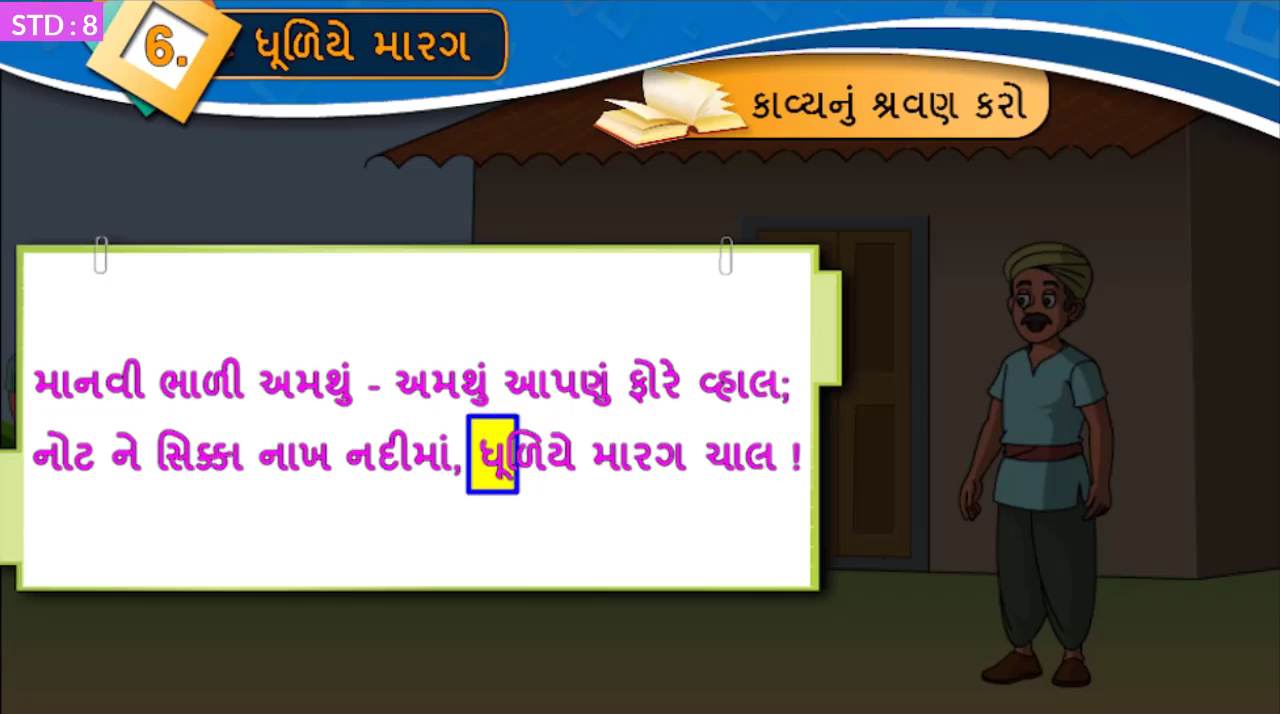 STD : 8
6. ધૂળિયે મારગ
કાવ્યનું શ્રવણ કરો
માનવી ભાળી અમથું - અમથું આપણું ફોરે વ્હાલ;
નોટ ને સિક્કા નાખ નદીમાં, ધૂળિયે મારગ ચાલ !